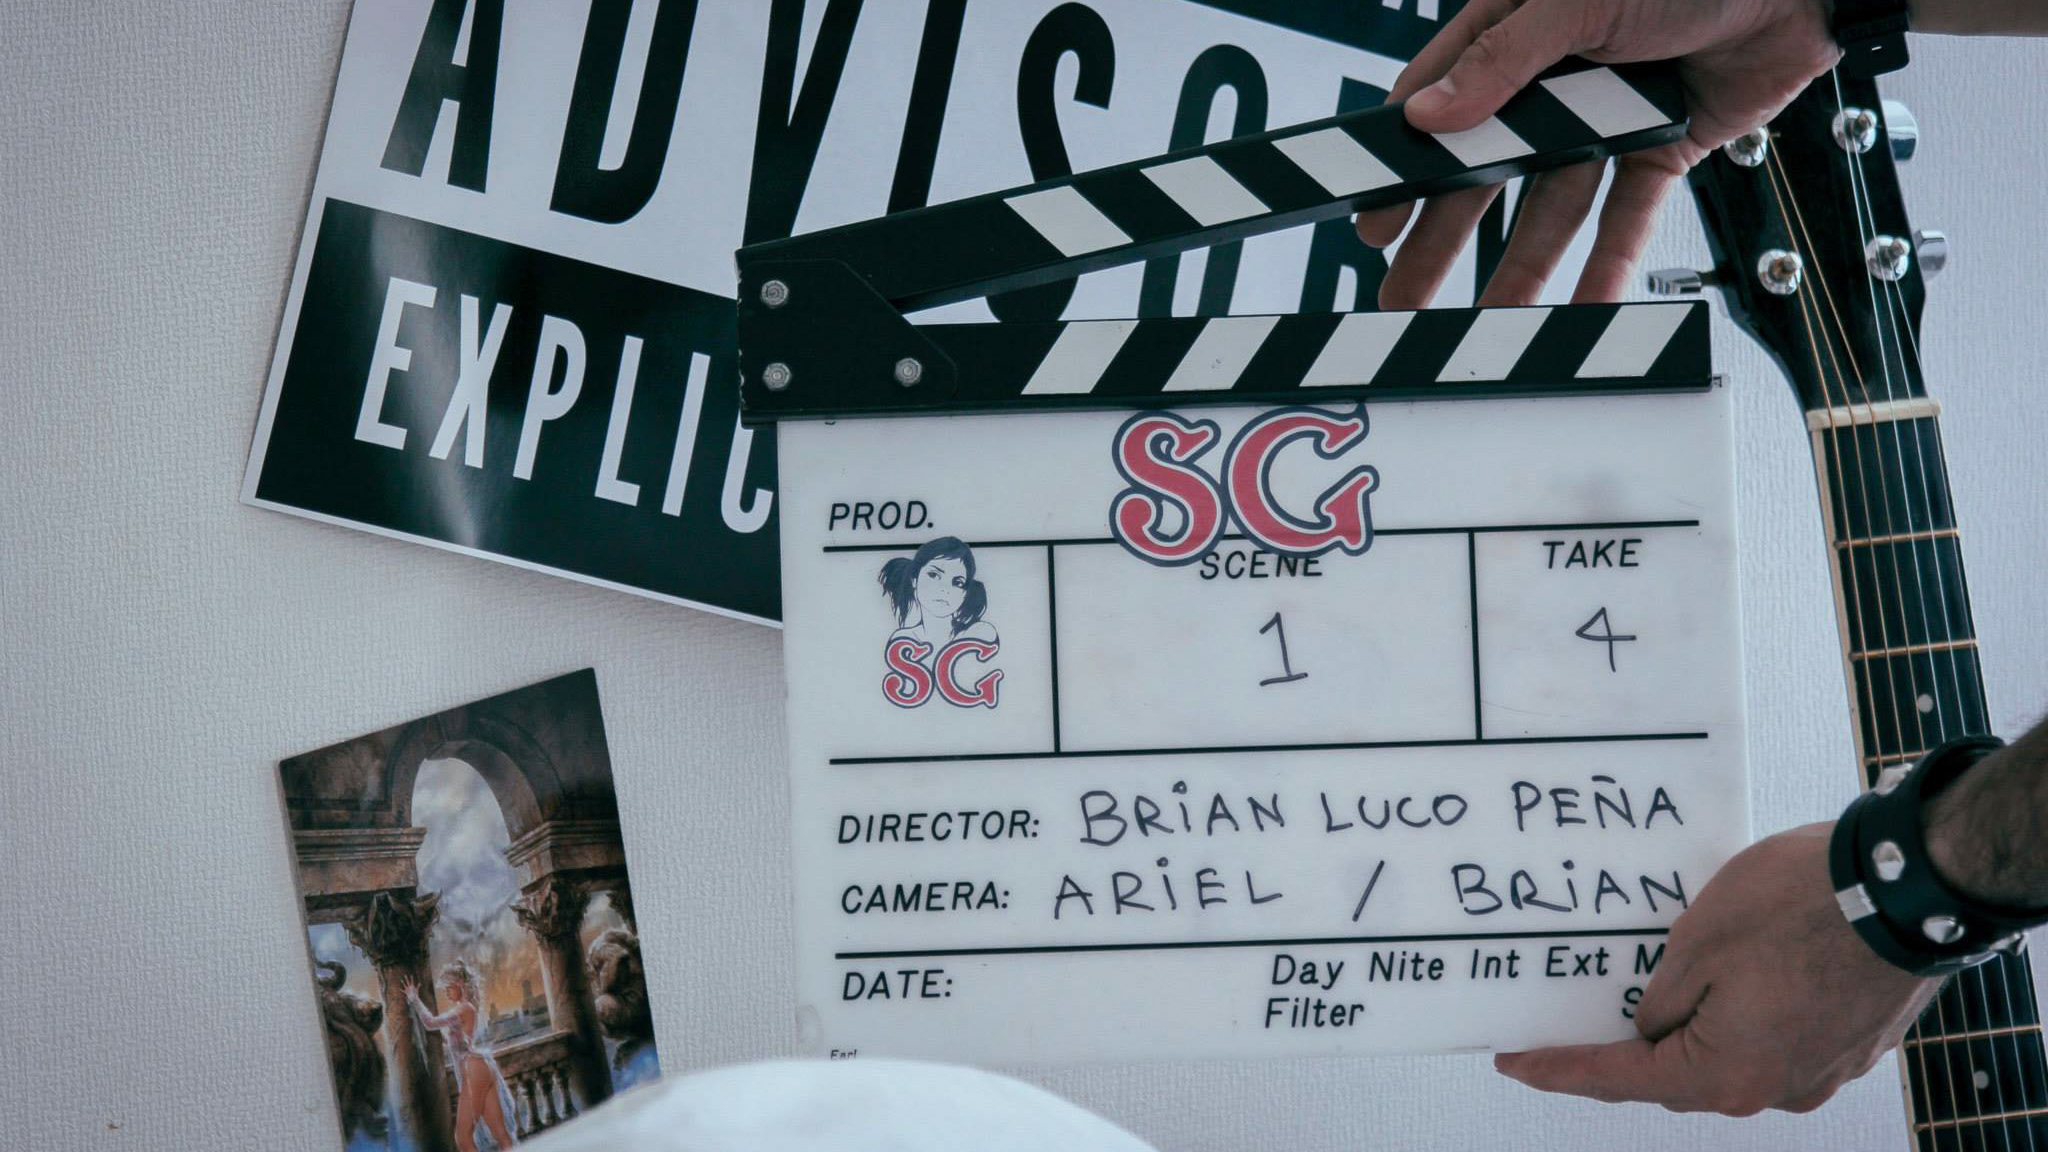 ADVISORY
EXPLIC
SG
PROD.
SCENE
TAKE
SG
1
4
DIRECTOR: BRiAN LUCO PEÑA
CAMERA: ARiEL / BRiAN
DATE:
Day Nite Int Ext M
Filter
S